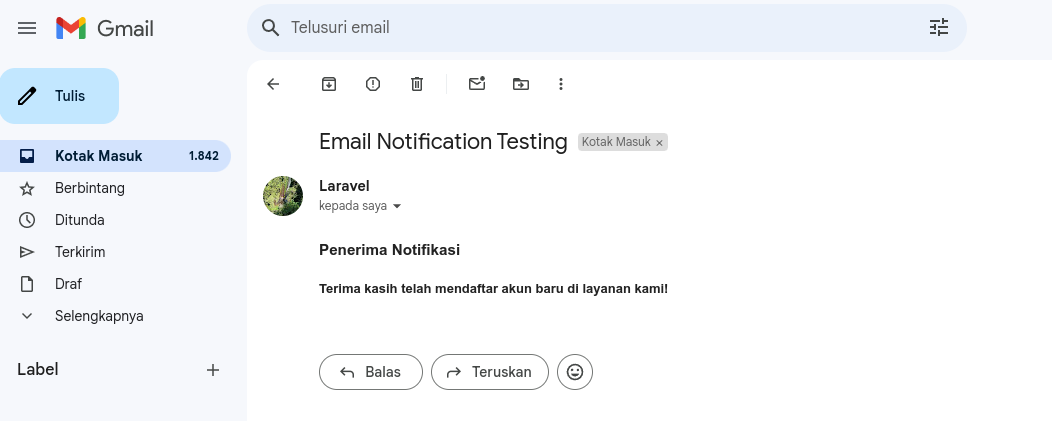 Gmail
Telusuri email
Tulis
Kotak Masuk 1.842
Berbintang
Ditunda
Terkirim
Draf
Selengkapnya
Label
Email Notification Testing Kotak Masuk ×
Laravel
kepada saya
Penerima Notifikasi
Terima kasih telah mendaftar akun baru di layanan kami!
Balas Teruskan